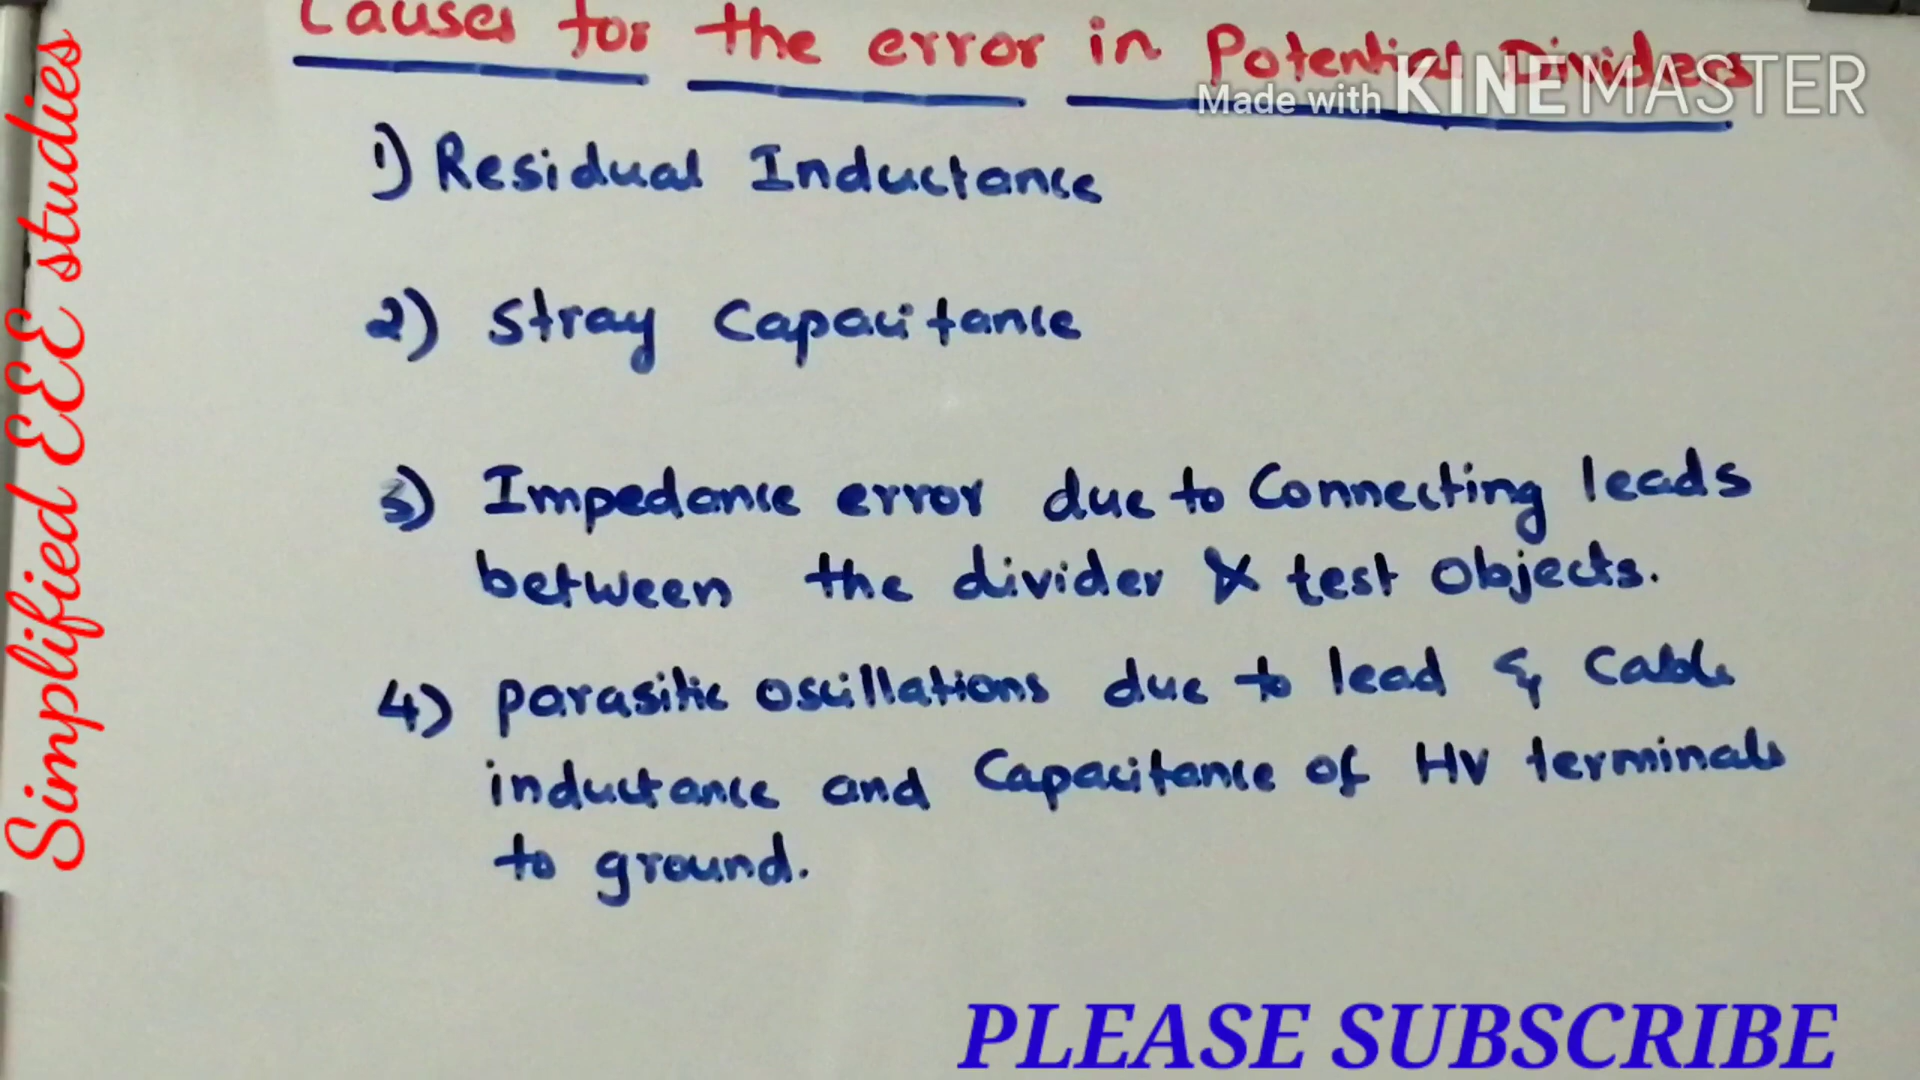 Causes for the error in Potential Dividers
Made with KINEMASTER
Simplified EEE studies
1) Residual Inductance
2) Stray Capacitance
3) Impedance error due to Connecting leads
between the divider & test Objects.
4) Parasitic oscillations due to lead & Cable
inductance and Capacitance of HV terminals
to ground.
PLEASE SUBSCRIBE